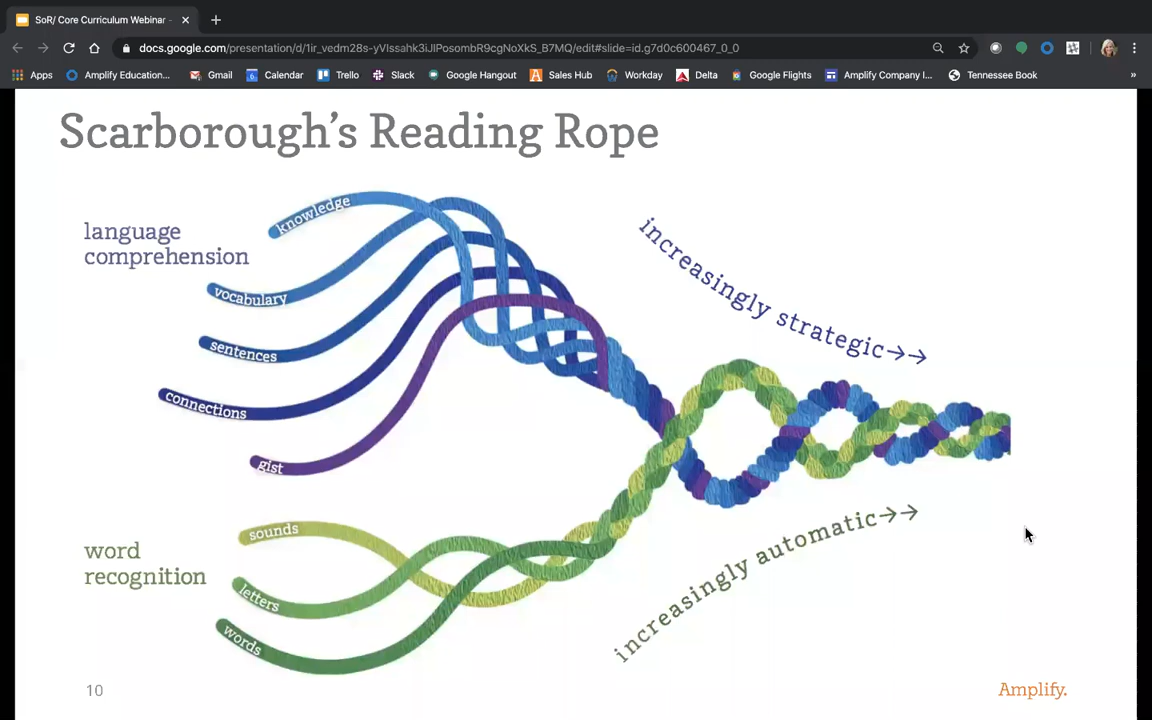 SoR/ Core Curriculum Webinar -
docs.google.com/presentation/d/1ir_vedm28s-yVIssahk3iJlPosombR9cgNoXkS_B7MQ/edit#slide=id.g7d0c600467_0_0
Apps Amplify Education... Gmail Calendar Trello Slack Google Hangout Sales Hub Workday Delta Google Flights Amplify Company I... Tennessee Book
Scarborough's Reading Rope
language
comprehension
knowledge
vocabulary
sentences
connections
gist
increasingly strategic→→
word
recognition
sounds
letters
words
increasingly automatic→→
10
Amplify.